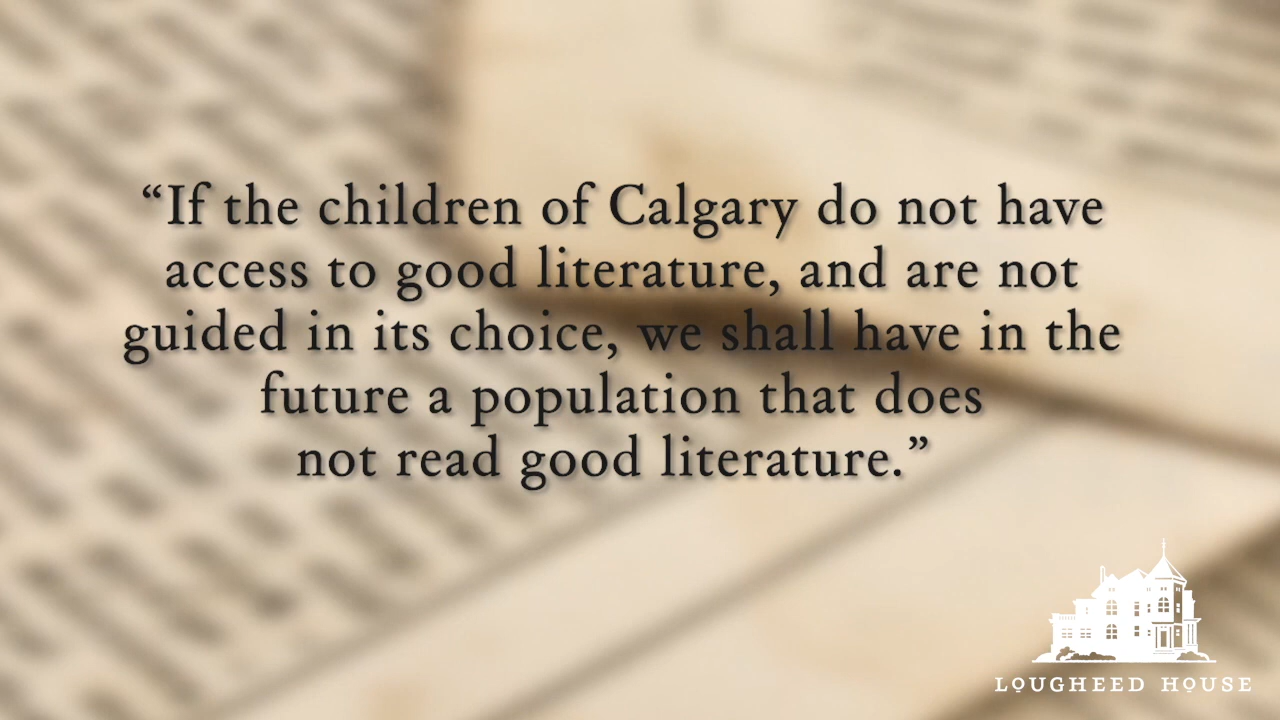 “If the children of Calgary do not have
access to good literature, and are not
guided in its choice, we shall have in the
future a population that does
not read good literature.”
LOUGHEED HOUSE